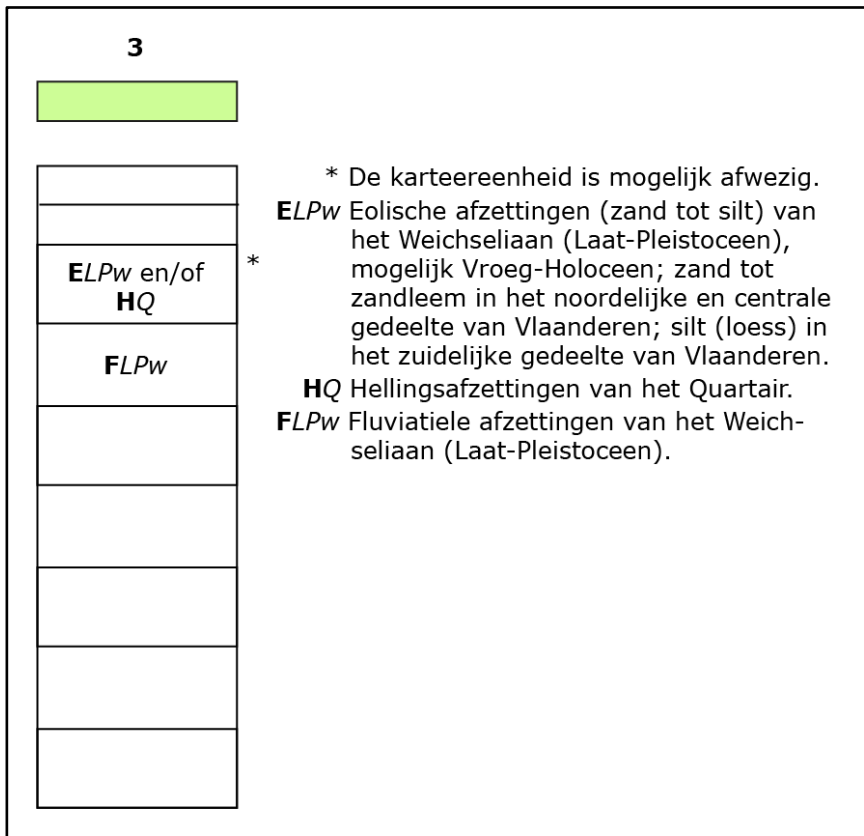 3
ELPw en/of
HQ
*
FLPw
* De karteereenheid is mogelijk afwezig.
ELPw Eolische afzettingen (zand tot silt) van
het Weichseliaan (Laat-Pleistoceen),
mogelijk Vroeg-Holoceen; zand tot
zandleem in het noordelijke en centrale
gedeelte van Vlaanderen; silt (loess) in
het zuidelijke gedeelte van Vlaanderen.
HQ Hellingsafzettingen van het Quartair.
FLPw Fluviatiele afzettingen van het Weich-
seliaan (Laat-Pleistoceen).